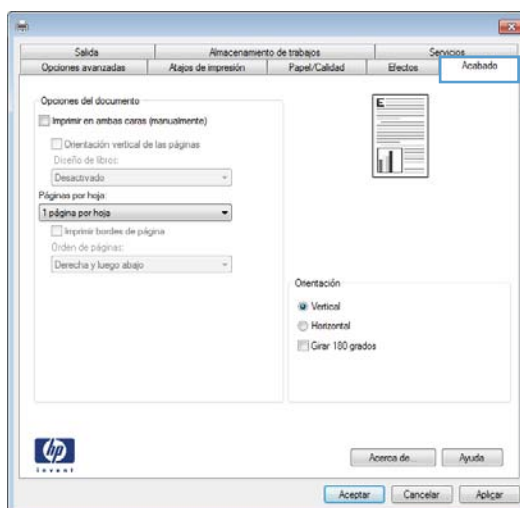 Salida Almacenamiento de trabajos Servicios
Opciones avanzadas Atajos de impresión Papel/Calidad Efectos Acabado
Opciones del documento
Imprimir en ambas caras (manualmente)
Orientación vertical de las páginas
Diseño de libros:
Desactivado
Páginas por hoja:
1 página por hoja
Imprimir bordes de página
Orden de páginas:
Derecha y luego abajo
E
Orientación
Vertical
Horizontal
Girar 180 grados
hp
invent
Acerca de... Ayuda
Aceptar Cancelar Aplicar